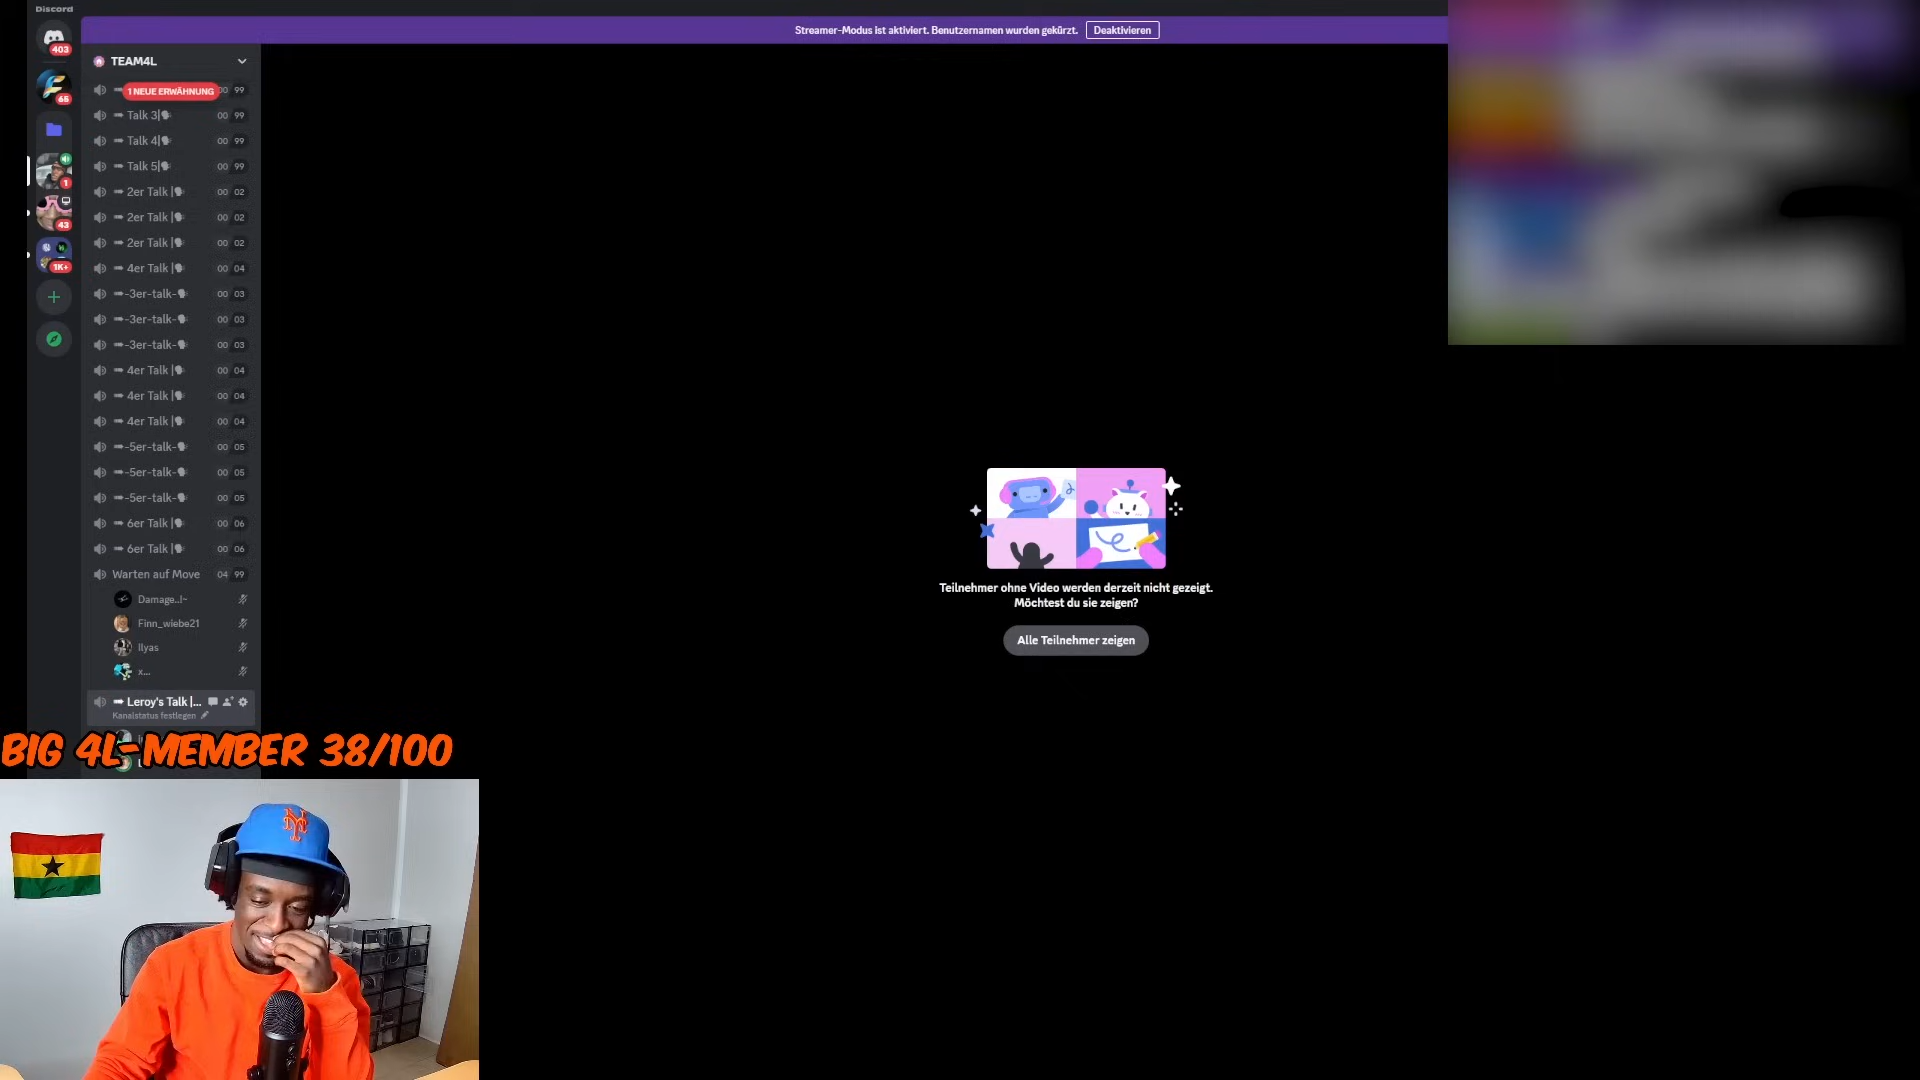 Discord
Streamer-Modus ist aktiviert. Benutzernamen wurden gekürzt.
Deaktivieren
403
65
1
43
1K+
TEAM4L
1 NEUE ERWÄHNUNG
99
Talk 3| 00 99
Talk 4| 00 99
Talk 5| 00 99
2er Talk | 00 02
2er Talk | 00 02
2er Talk | 00 02
4er Talk | 00 04
-3er-talk- 00 03
-3er-talk- 00 03
-3er-talk- 00 03
4er Talk | 00 04
4er Talk | 00 04
4er Talk | 00 04
-5er-talk- 00 05
-5er-talk- 00 05
-5er-talk- 00 05
6er Talk | 00 06
6er Talk | 00 06
Warten auf Move 04 99
Damage..!~
Finn_wiebe21
Ilyas
x...
Leroy's Talk |...
Kanalstatus festlegen
Teilnehmer ohne Video werden derzeit nicht gezeigt.
Möchtest du sie zeigen?
Alle Teilnehmer zeigen
BIG 4L-MEMBER 38/100
NY